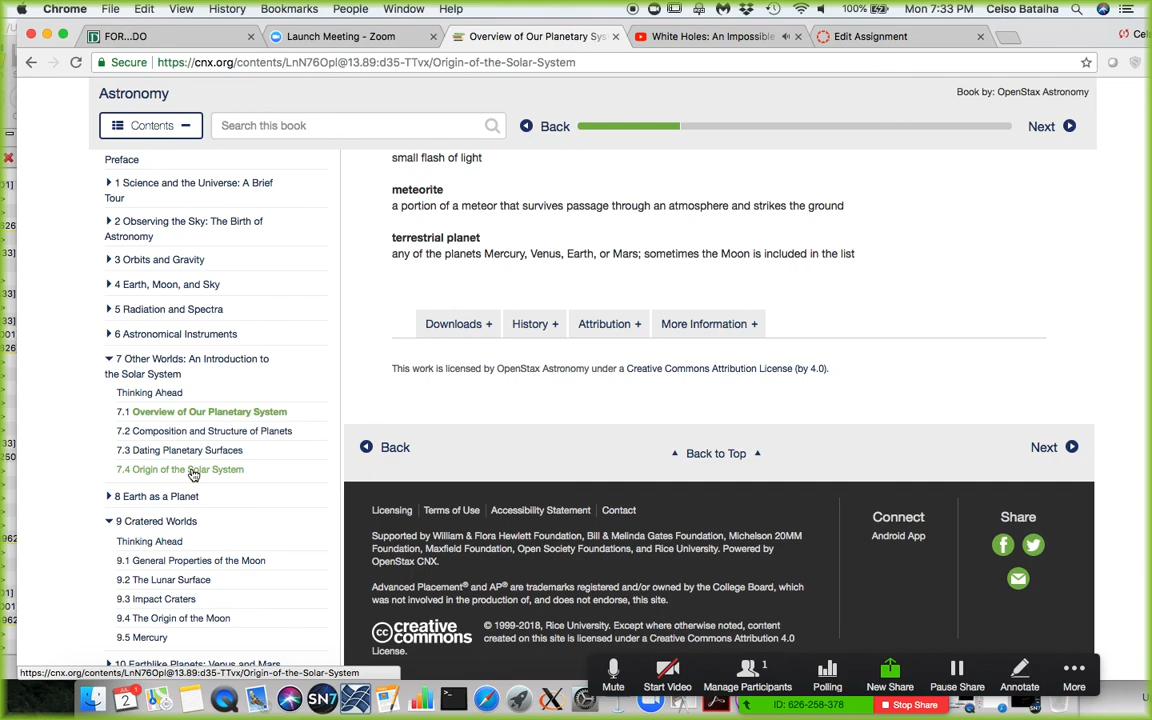 Chrome File Edit View History Bookmarks People Window Help 100% Mon 7:33 PM Celso Batalha
FOR...DO × Launch Meeting - Zoom × Overview of Our Planetary Sys × White Holes: An Impossible × Edit Assignment ×
Secure https://cnx.org/contents/LnN76Opl@13.89:d35-TTvx/Origin-of-the-Solar-System
Astronomy
Book by: OpenStax Astronomy
Contents − Search this book Back Next
Preface
1 Science and the Universe: A Brief
Tour
2 Observing the Sky: The Birth of
Astronomy
3 Orbits and Gravity
4 Earth, Moon, and Sky
5 Radiation and Spectra
6 Astronomical Instruments
7 Other Worlds: An Introduction to
the Solar System
Thinking Ahead
7.1 Overview of Our Planetary System
7.2 Composition and Structure of Planets
7.3 Dating Planetary Surfaces
7.4 Origin of the Solar System
8 Earth as a Planet
9 Cratered Worlds
Thinking Ahead
9.1 General Properties of the Moon
9.2 The Lunar Surface
9.3 Impact Craters
9.4 The Origin of the Moon
9.5 Mercury
10 Earthlike Planets: Venus and Mars
https://cnx.org/contents/LnN76Opl@13.89:d35-TTvx/Origin-of-the-Solar-System
small flash of light
meteorite
a portion of a meteor that survives passage through an atmosphere and strikes the ground
terrestrial planet
any of the planets Mercury, Venus, Earth, or Mars; sometimes the Moon is included in the list
Downloads + History + Attribution + More Information +
This work is licensed by OpenStax Astronomy under a Creative Commons Attribution License (by 4.0).
Back Back to Top Next
Licensing Terms of Use Accessibility Statement Contact
Supported by William & Flora Hewlett Foundation, Bill & Melinda Gates Foundation, Michelson 20MM
Foundation, Maxfield Foundation, Open Society Foundations, and Rice University. Powered by
OpenStax CNX.
Advanced Placement® and AP® are trademarks registered and/or owned by the College Board, which
was not involved in the production of, and does not endorse, this site.
creative commons
© 1999-2018, Rice University. Except where otherwise noted, content
created on this site is licensed under a Creative Commons Attribution 4.0
License.
Connect
Android App
Share
Mute Start Video 1 Manage Participants Polling New Share Pause Share Annotate More
ID: 626-258-378 Stop Share
2 SN7